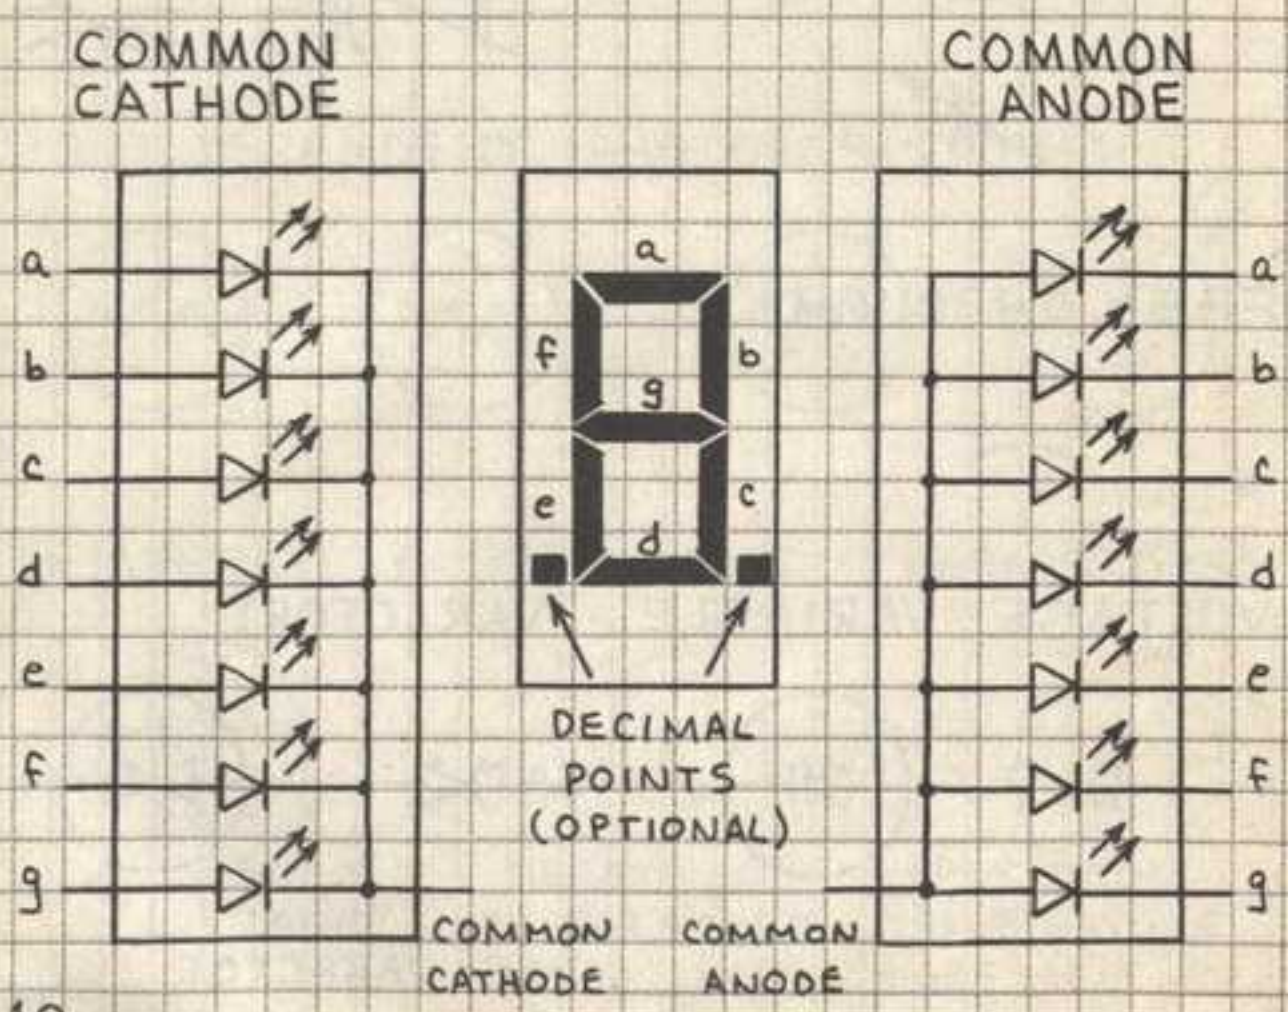 COMMON
CATHODE
COMMON
ANODE
a
b
c
d
e
f
g
a
f
b
g
e
c
d
DECIMAL
POINTS
(OPTIONAL)
a
b
c
d
e
f
g
COMMON
CATHODE
COMMON
ANODE